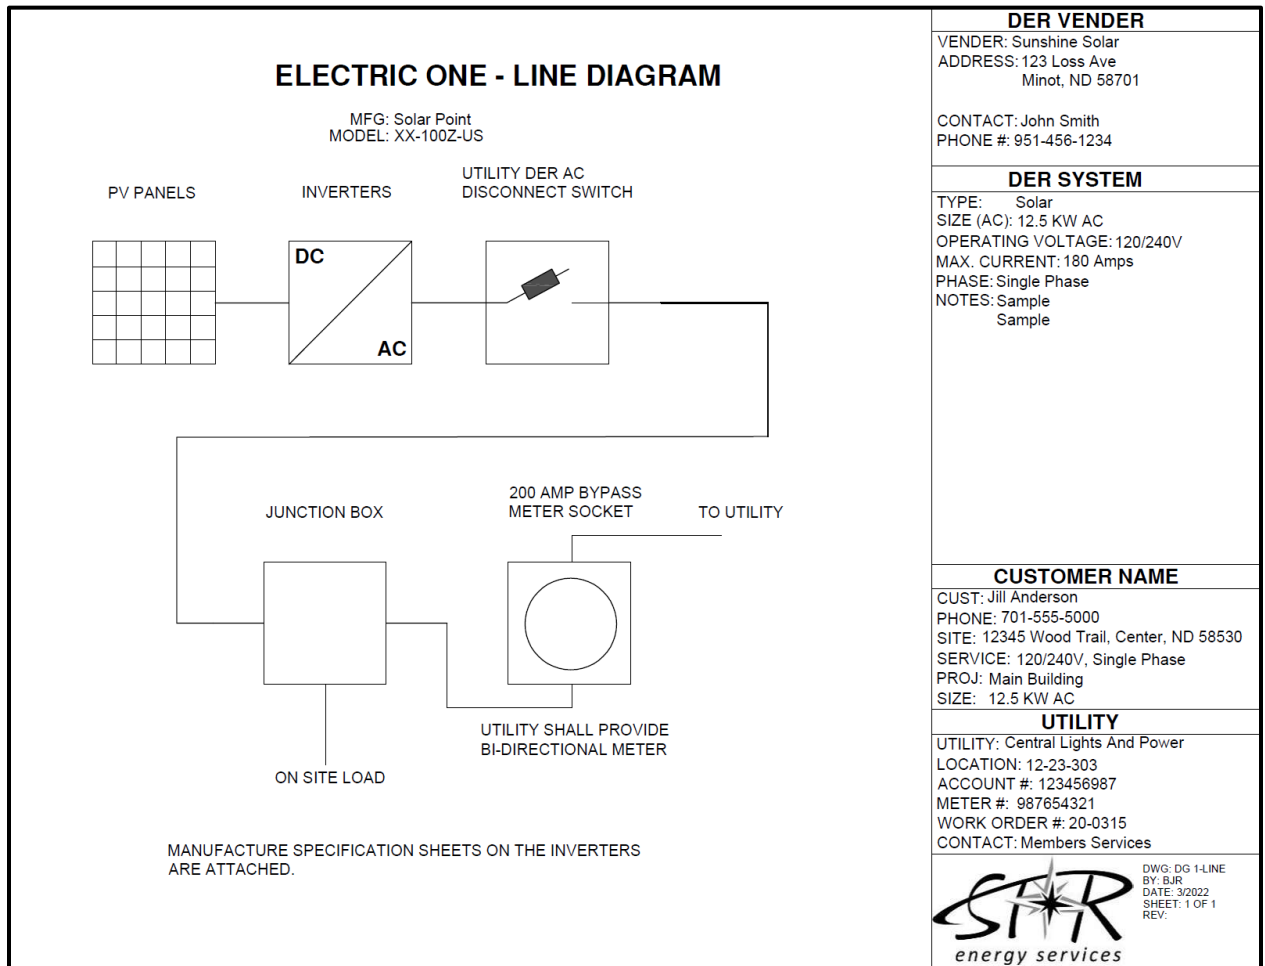 ELECTRIC ONE - LINE DIAGRAM
MFG: Solar Point
MODEL: XX-100Z-US
PV PANELS
INVERTERS
UTILITY DER AC
DISCONNECT SWITCH
DC
AC
JUNCTION BOX
200 AMP BYPASS
METER SOCKET
TO UTILITY
UTILITY SHALL PROVIDE
BI-DIRECTIONAL METER
ON SITE LOAD
MANUFACTURE SPECIFICATION SHEETS ON THE INVERTERS
ARE ATTACHED.
DER VENDER
VENDER: Sunshine Solar
ADDRESS: 123 Loss Ave
Minot, ND 58701
CONTACT: John Smith
PHONE #: 951-456-1234
DER SYSTEM
TYPE: Solar
SIZE (AC): 12.5 KW AC
OPERATING VOLTAGE: 120/240V
MAX. CURRENT: 180 Amps
PHASE: Single Phase
NOTES: Sample
Sample
CUSTOMER NAME
CUST: Jill Anderson
PHONE: 701-555-5000
SITE: 12345 Wood Trail, Center, ND 58530
SERVICE: 120/240V, Single Phase
PROJ: Main Building
SIZE: 12.5 KW AC
UTILITY
UTILITY: Central Lights And Power
LOCATION: 12-23-303
ACCOUNT #: 123456987
METER #: 987654321
WORK ORDER #: 20-0315
CONTACT: Members Services
STAR
energy services
DWG: DG 1-LINE
BY: BJR
DATE: 3/2022
SHEET: 1 OF 1
REV: